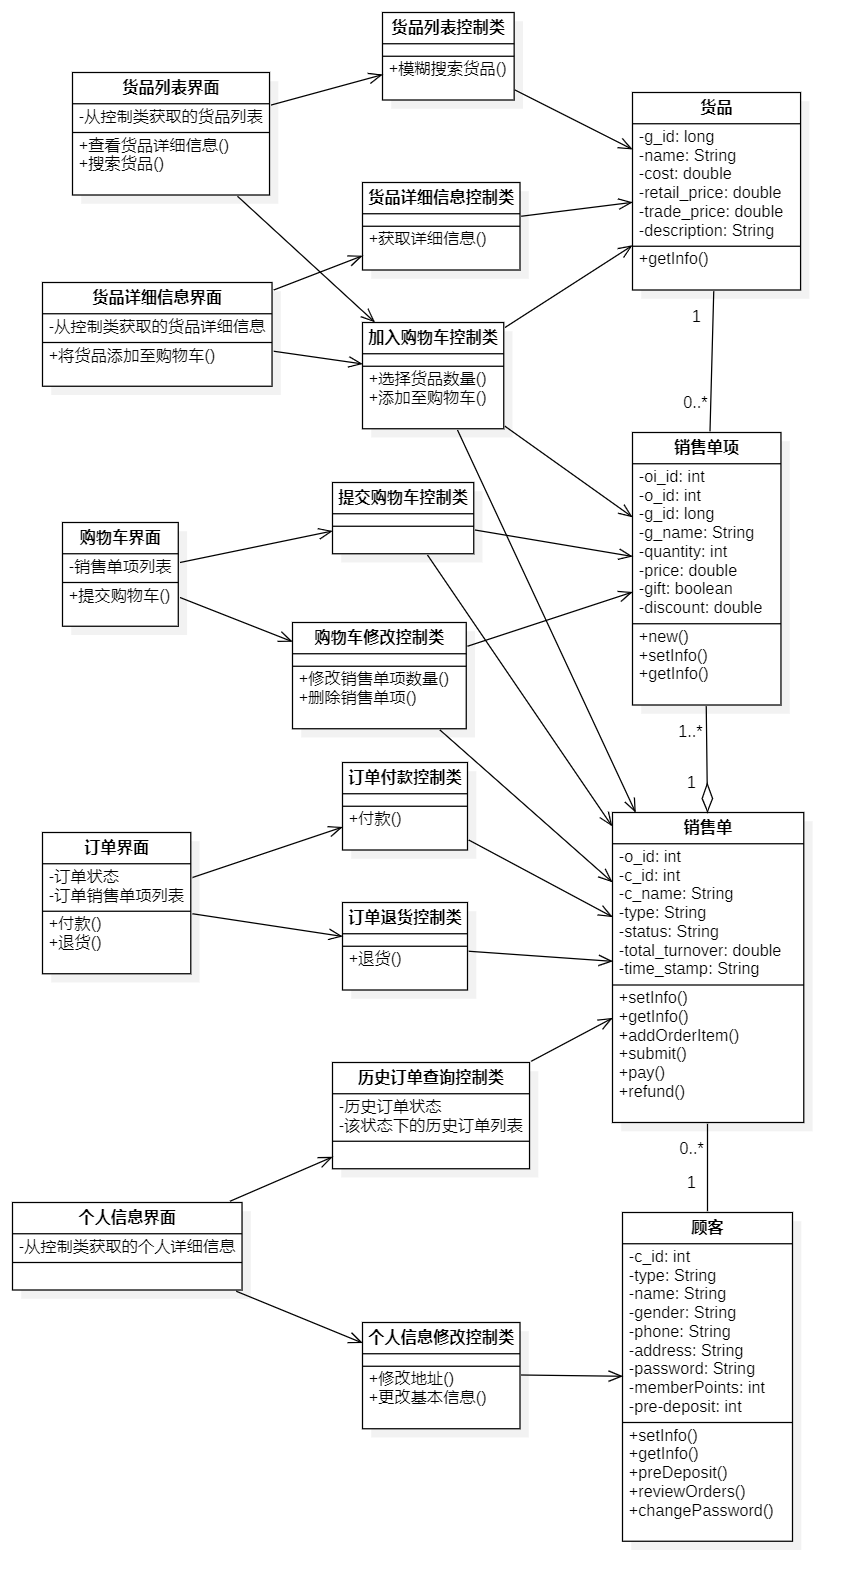 货品列表控制类
+模糊搜索货品()
货品列表界面
-从控制类获取的货品列表
+查看货品详细信息()
+搜索货品()
货品
-g_id: long
-name: String
-cost: double
-retail_price: double
-trade_price: double
-description: String
+getInfo()
货品详细信息控制类
+获取详细信息()
货品详细信息界面
-从控制类获取的货品详细信息
+将货品添加至购物车()
加入购物车控制类
+选择货品数量()
+添加至购物车()
1
0..*
销售单项
-oi_id: int
-o_id: int
-g_id: long
-g_name: String
-quantity: int
-price: double
-gift: boolean
-discount: double
+new()
+setInfo()
+getInfo()
提交购物车控制类
购物车界面
-销售单项列表
+提交购物车()
购物车修改控制类
+修改销售单项数量()
+删除销售单项()
1..*
1
订单付款控制类
+付款()
销售单
-o_id: int
-c_id: int
-c_name: String
-type: String
-status: String
-total_turnover: double
-time_stamp: String
+setInfo()
+getInfo()
+addOrderItem()
+submit()
+pay()
+refund()
订单界面
-订单状态
-订单销售单项列表
+付款()
+退货()
订单退货控制类
+退货()
历史订单查询控制类
-历史订单状态
-该状态下的历史订单列表
0..*
1
个人信息界面
-从控制类获取的个人详细信息
顾客
-c_id: int
-type: String
-name: String
-gender: String
-phone: String
-address: String
-password: String
-memberPoints: int
-pre-deposit: int
+setInfo()
+getInfo()
+preDeposit()
+reviewOrders()
+changePassword()
个人信息修改控制类
+修改地址()
+更改基本信息()